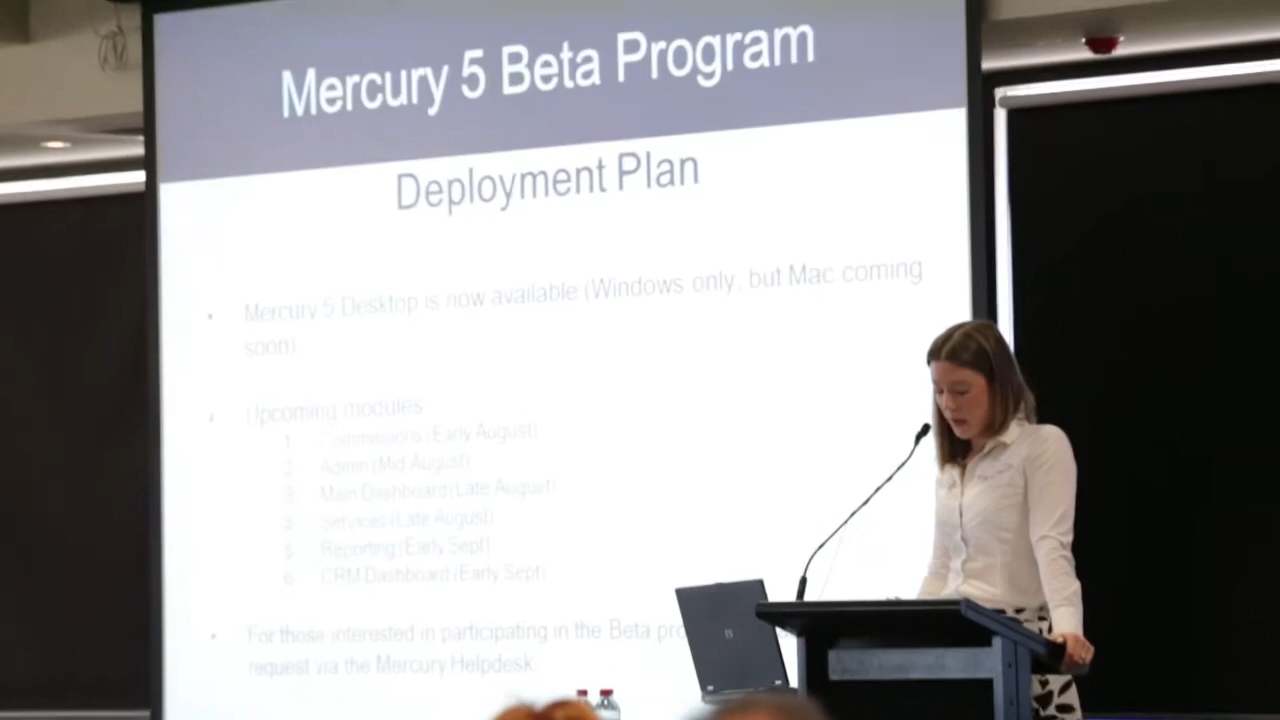 Mercury 5 Beta Program
Deployment Plan
• Mercury 5 Desktop is now available (Windows only, but Mac coming
soon)
• Upcoming modules
1. Commissions (Early August)
2. Admin (Mid August)
3. Main Dashboard (Late August)
4. Services (Late August)
5. Reporting (Early Sept)
6. CRM Dashboard (Early Sept)
• For those interested in participating in the Beta
request via the Mercury Helpdesk.